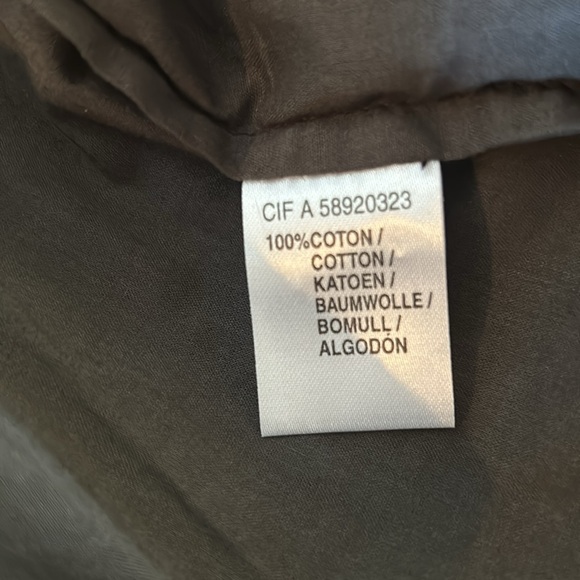 CIF A 58920323
100%COTON /
COTTON /
KATOEN /
BAUMWOLLE /
BOMULL /
ALGODÓN